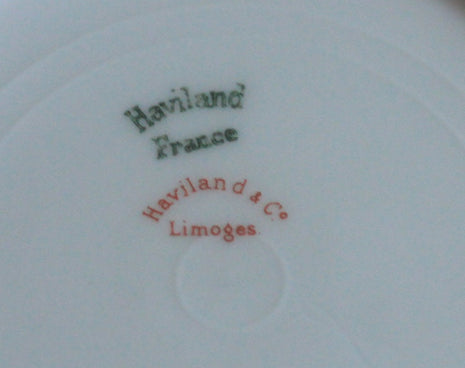 Haviland
France
Haviland & Co
Limoges.